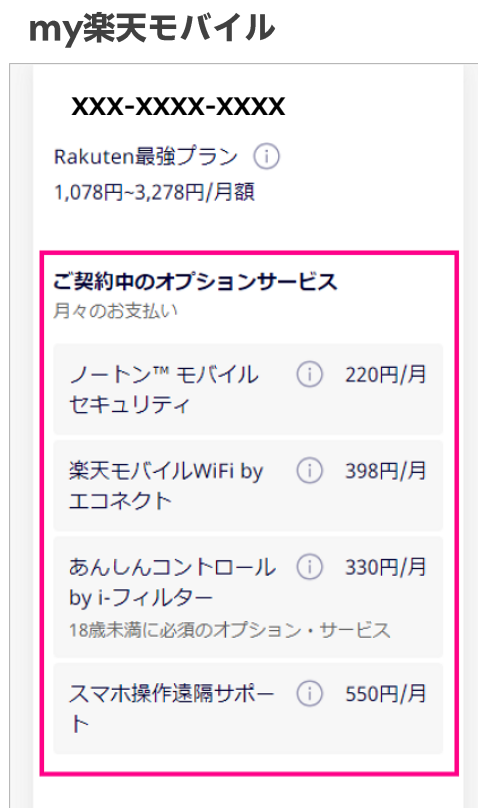 my楽天モバイル
XXX-XXXX-XXXX
Rakuten最強プラン
1,078円~3,278円/月額
ご契約中のオプションサービス
月々のお支払い
ノートン™ モバイル 220円/月
セキュリティ
楽天モバイルWiFi by 398円/月
エコネクト
あんしんコントロール 330円/月
by i-フィルター
18歳未満に必須のオプション・サービス
スマホ操作遠隔サポー 550円/月
ト